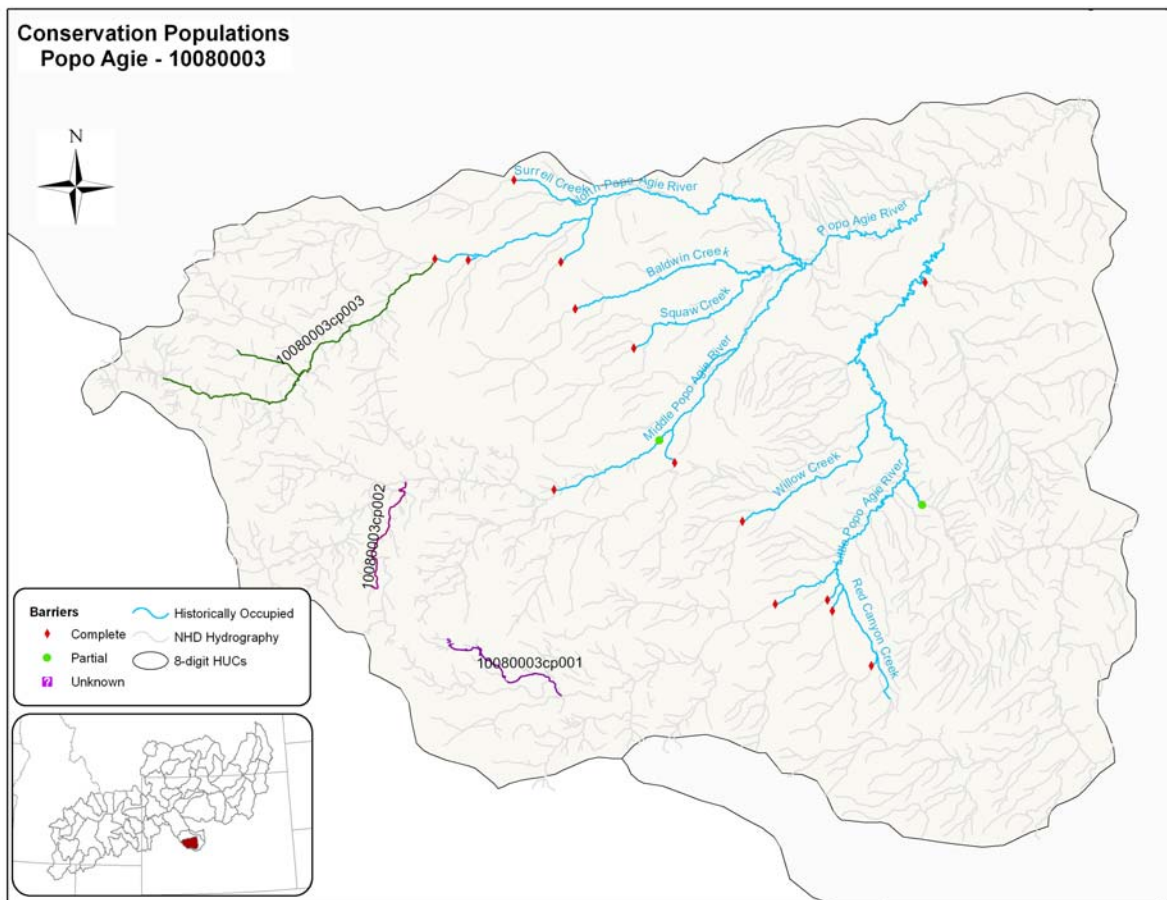 Conservation Populations
Popo Agie - 10080003
N
Surrell Creek
North Popo Agie River
Popo Agie River
Baldwin Creek
Squaw Creek
10080003cp003
Middle Popo Agie River
Willow Creek
10080003cp002
Little Popo Agie River
Red Canyon Creek
10080003cp001
Barriers
Complete
Partial
?
Unknown
Historically Occupied
NHD Hydrography
8-digit HUCs